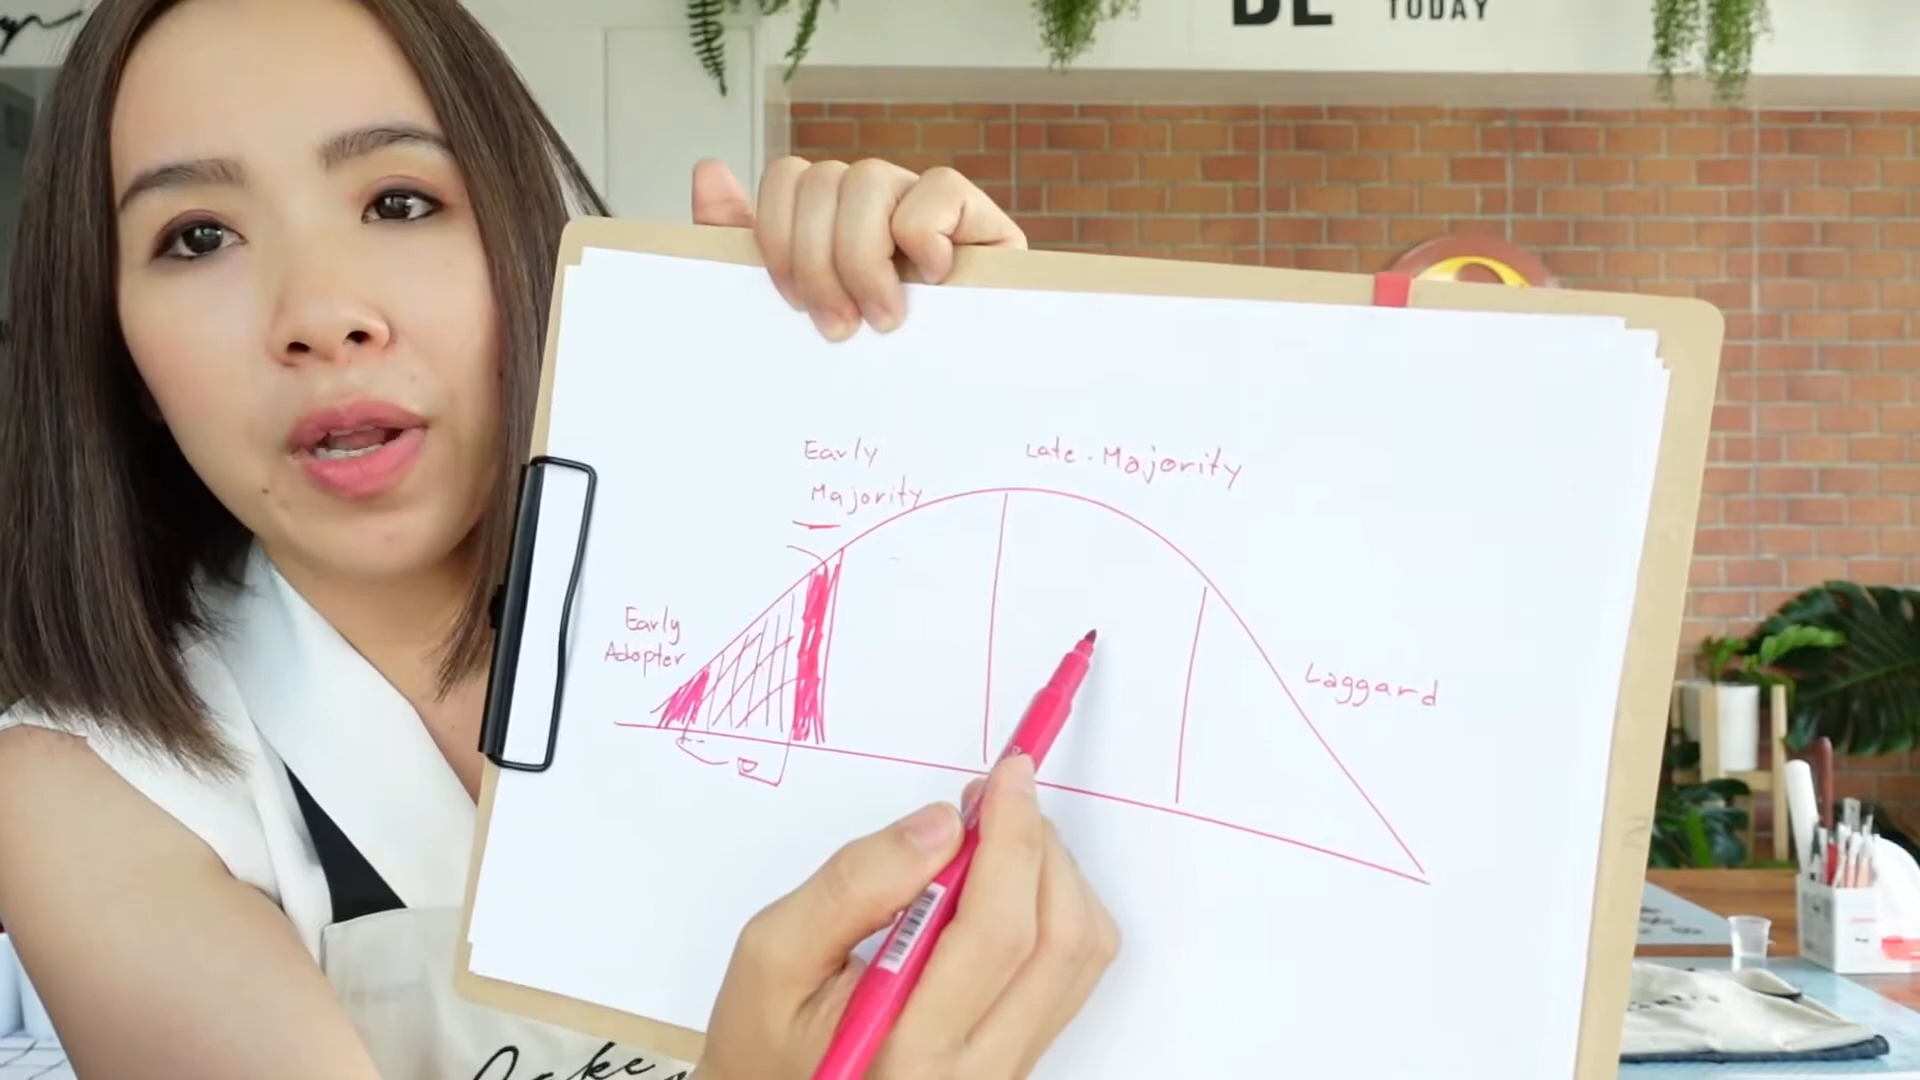 BE
TODAY
Early
Majority
Late-Majority
Early
Adopter
Laggard